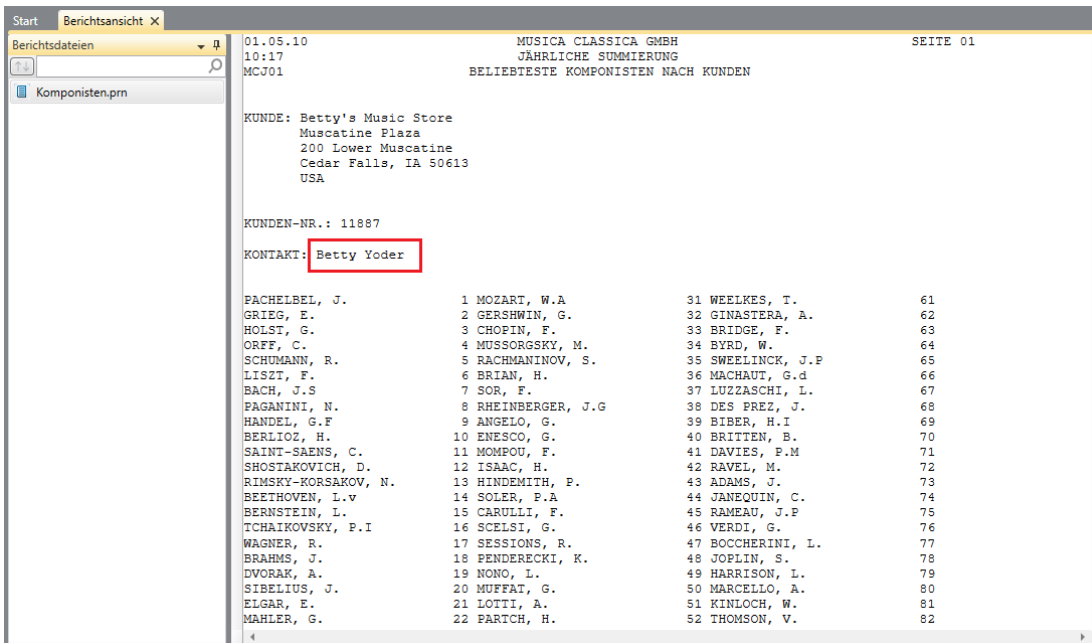 Start Berichtsansicht X
Berichtsdateien
Komponisten.prn
01.05.10 MUSICA CLASSICA GMBH SEITE 01
10:17 JÄHRLICHE SUMMIERUNG
MCJ01 BELIEBTESTE KOMPONISTEN NACH KUNDEN
KUNDE: Betty's Music Store
Muscatine Plaza
200 Lower Muscatine
Cedar Falls, IA 50613
USA
KUNDEN-NR.: 11887
KONTAKT: Betty Yoder
PACHELBEL, J. 1 MOZART, W.A 31 WEELKES, T. 61
GRIEG, E. 2 GERSHWIN, G. 32 GINASTERA, A. 62
HOLST, G. 3 CHOPIN, F. 33 BRIDGE, F. 63
ORFF, C. 4 MUSSORGSKY, M. 34 BYRD, W. 64
SCHUMANN, R. 5 RACHMANINOV, S. 35 SWEELINCK, J.P 65
LISZT, F. 6 BRIAN, H. 36 MACHAUT, G.d 66
BACH, J.S 7 SOR, F. 37 LUZZASCHI, L. 67
PAGANINI, N. 8 RHEINBERGER, J.G 38 DES PREZ, J. 68
HANDEL, G.F 9 ANGELO, G. 39 BIBER, H.I 69
BERLIOZ, H. 10 ENESCO, G. 40 BRITTEN, B. 70
SAINT-SAENS, C. 11 MOMPOU, F. 41 DAVIES, P.M 71
SHOSTAKOVICH, D. 12 ISAAC, H. 42 RAVEL, M. 72
RIMSKY-KORSAKOV, N. 13 HINDEMITH, P. 43 ADAMS, J. 73
BEETHOVEN, L.v 14 SOLER, P.A 44 JANEQUIN, C. 74
BERNSTEIN, L. 15 CARULLI, F. 45 RAMEAU, J.P 75
TCHAIKOVSKY, P.I 16 SCELSI, G. 46 VERDI, G. 76
WAGNER, R. 17 SESSIONS, R. 47 BOCCHERINI, L. 77
BRAHMS, J. 18 PENDERECKI, K. 48 JOPLIN, S. 78
DVORAK, A. 19 NONO, L. 49 HARRISON, L. 79
SIBELIUS, J. 20 MUFFAT, G. 50 MARCELLO, A. 80
ELGAR, E. 21 LOTTI, A. 51 KINLOCH, W. 81
MAHLER, G. 22 PARTCH, H. 52 THOMSON, V. 82